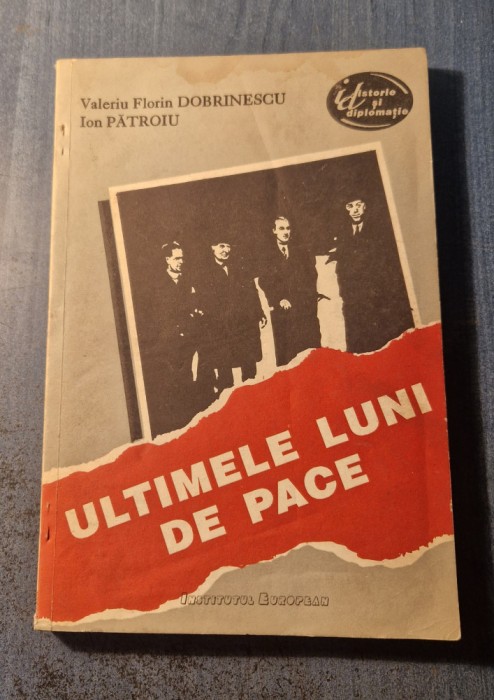 Valeriu Florin DOBRINESCU
Ion PĂTROIU
istorie
și
diplomație
ULTIMELE LUNI
DE PACE
INSTITUTUL EUROPEAN